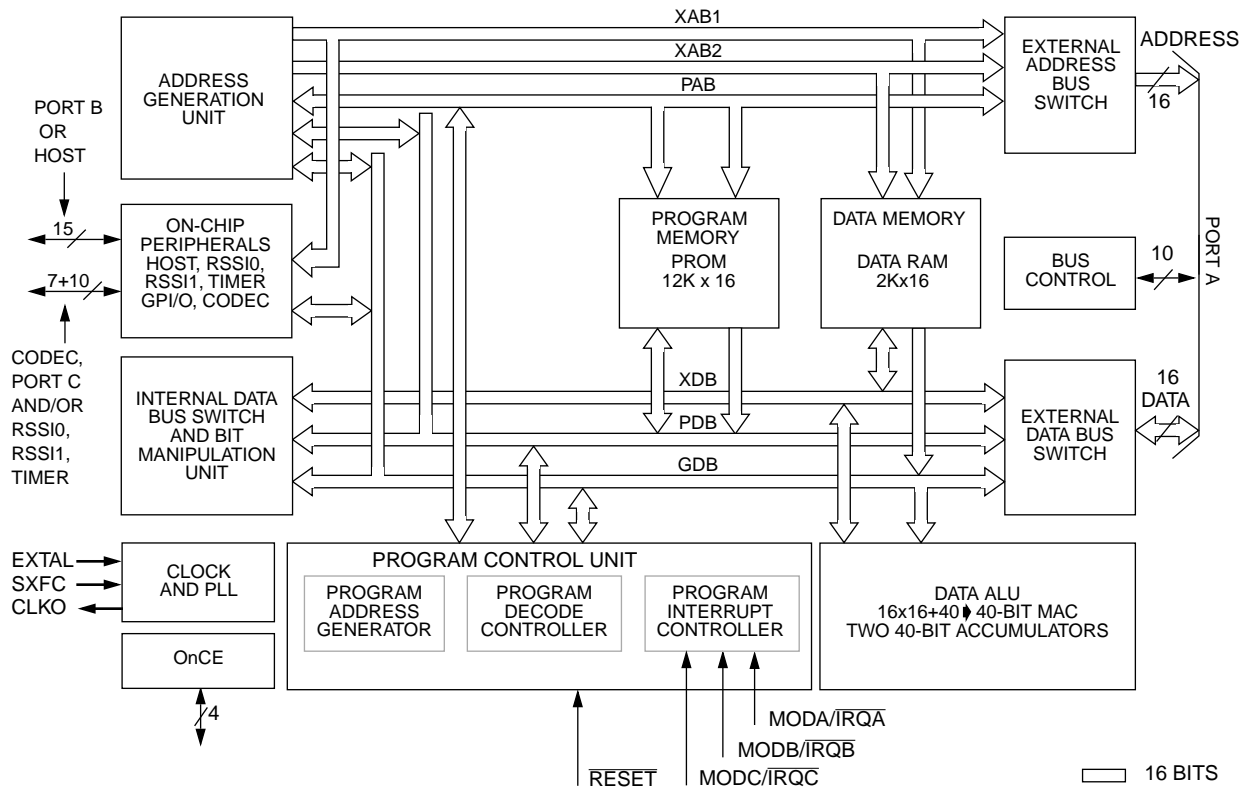 XAB1
XAB2
PAB
ADDRESS
GENERATION
UNIT
EXTERNAL
ADDRESS
BUS
SWITCH
ADDRESS
16
PORT B
OR
HOST
15
7+10
ON-CHIP
PERIPHERALS
HOST, RSSI0,
RSSI1, TIMER
GPI/O, CODEC
PROGRAM
MEMORY
PROM
12K x 16
DATA MEMORY
DATA RAM
2Kx16
BUS
CONTROL
10
PORT A
CODEC,
PORT C
AND/OR
RSSI0,
RSSI1,
TIMER
INTERNAL DATA
BUS SWITCH
AND BIT
MANIPULATION
UNIT
XDB
PDB
GDB
EXTERNAL
DATA BUS
SWITCH
16
DATA
EXTAL
SXFC
CLKO
CLOCK
AND PLL
OnCE
4
PROGRAM CONTROL UNIT
PROGRAM
ADDRESS
GENERATOR
PROGRAM
DECODE
CONTROLLER
PROGRAM
INTERRUPT
CONTROLLER
DATA ALU
16x16+40 ➧ 40-BIT MAC
TWO 40-BIT ACCUMULATORS
MODA/I̅R̅Q̅A̅
MODB/I̅R̅Q̅B̅
MODC/I̅R̅Q̅C̅
R̅E̅S̅E̅T̅
16 BITS